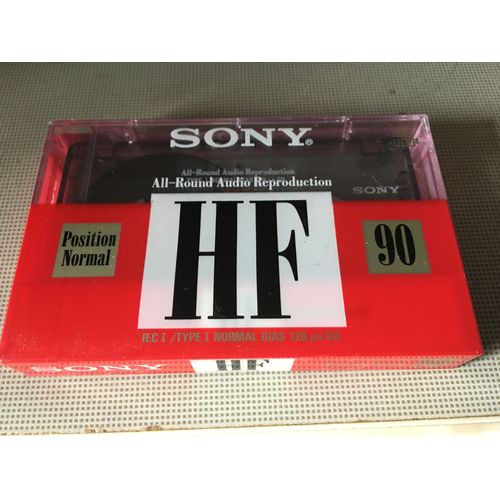 SONY®
All-Round Audio Reproduction
All-Round Audio Reproduction
SONY
Position
Normal
HF
90
IEC I /TYPE I NORMAL BIAS 120 μs EQ
SONY
HF